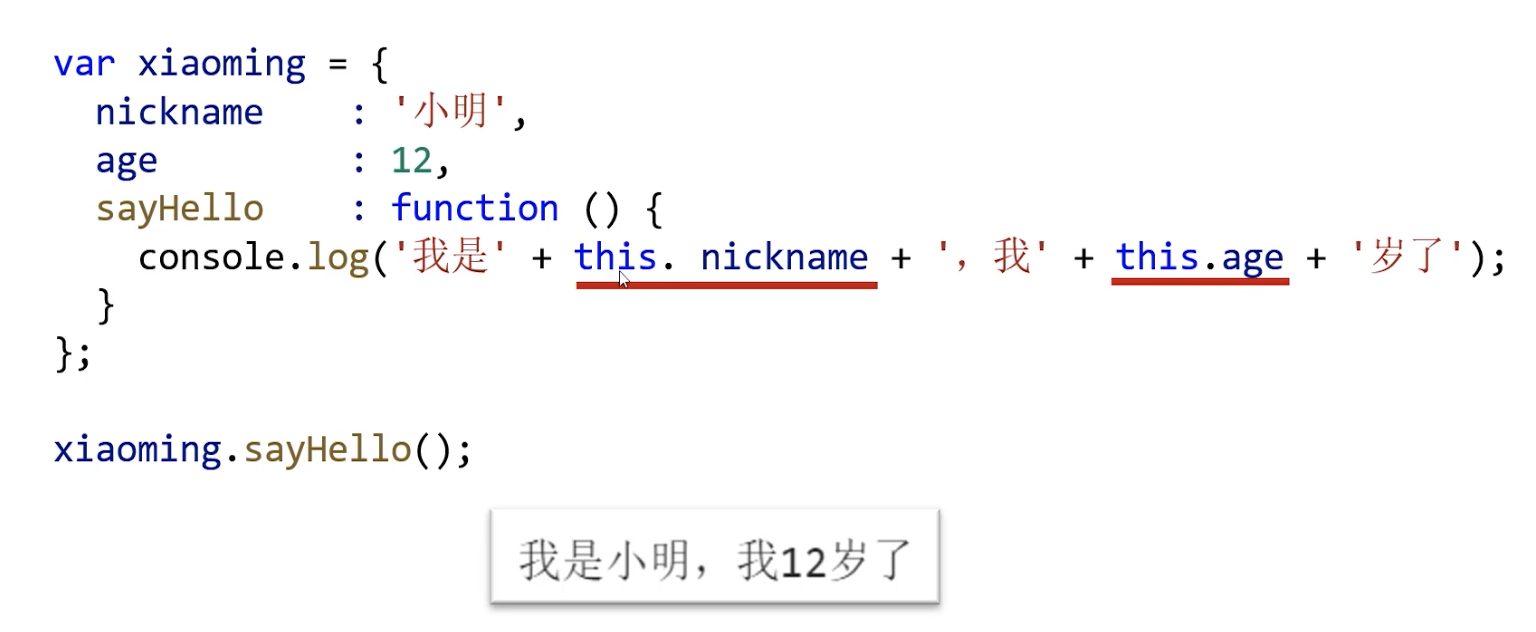 var xiaoming = {
  nickname    : '小明',
  age         : 12,
  sayHello    : function () {
    console.log('我是' + this. nickname + '，我' + this.age + '岁了');
  }
};
xiaoming.sayHello();
我是小明，我12岁了